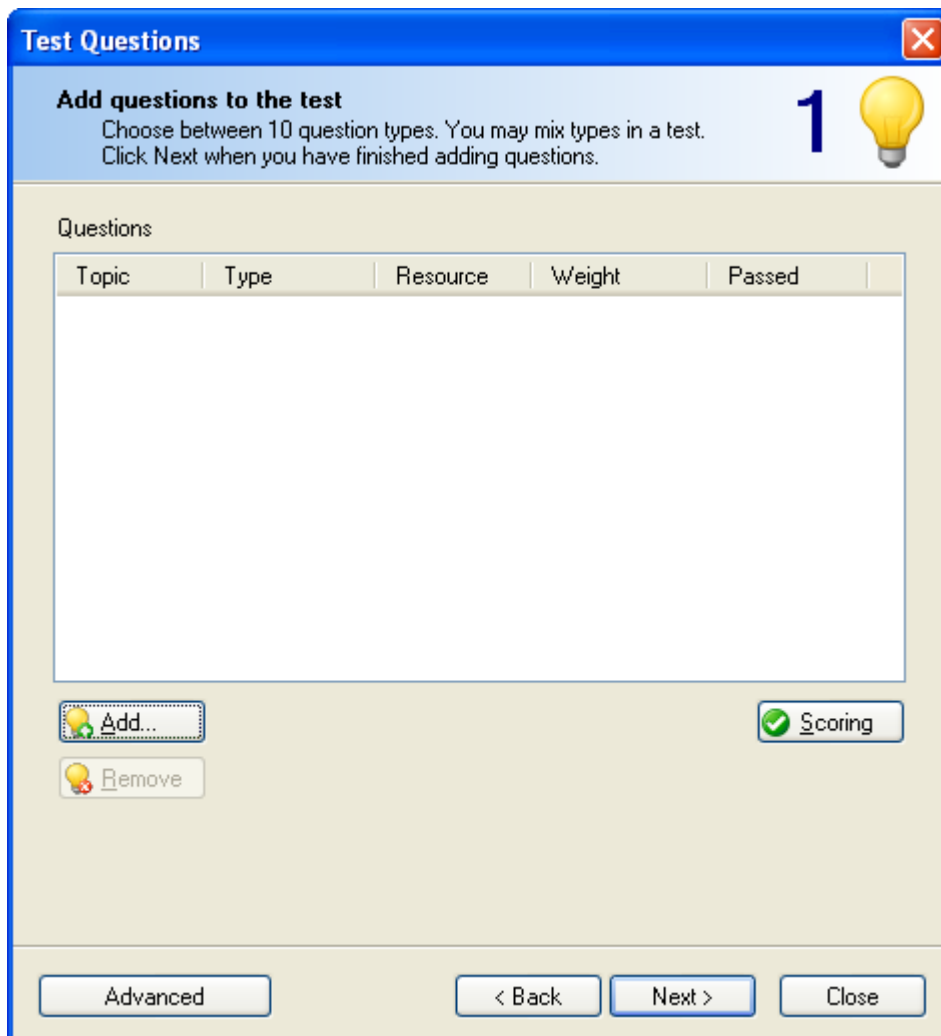 Test Questions
Add questions to the test
1
Choose between 10 question types. You may mix types in a test.
Click Next when you have finished adding questions.
Questions
Topic Type Resource Weight Passed
Add...
Scoring
Remove
Advanced
< Back
Next >
Close